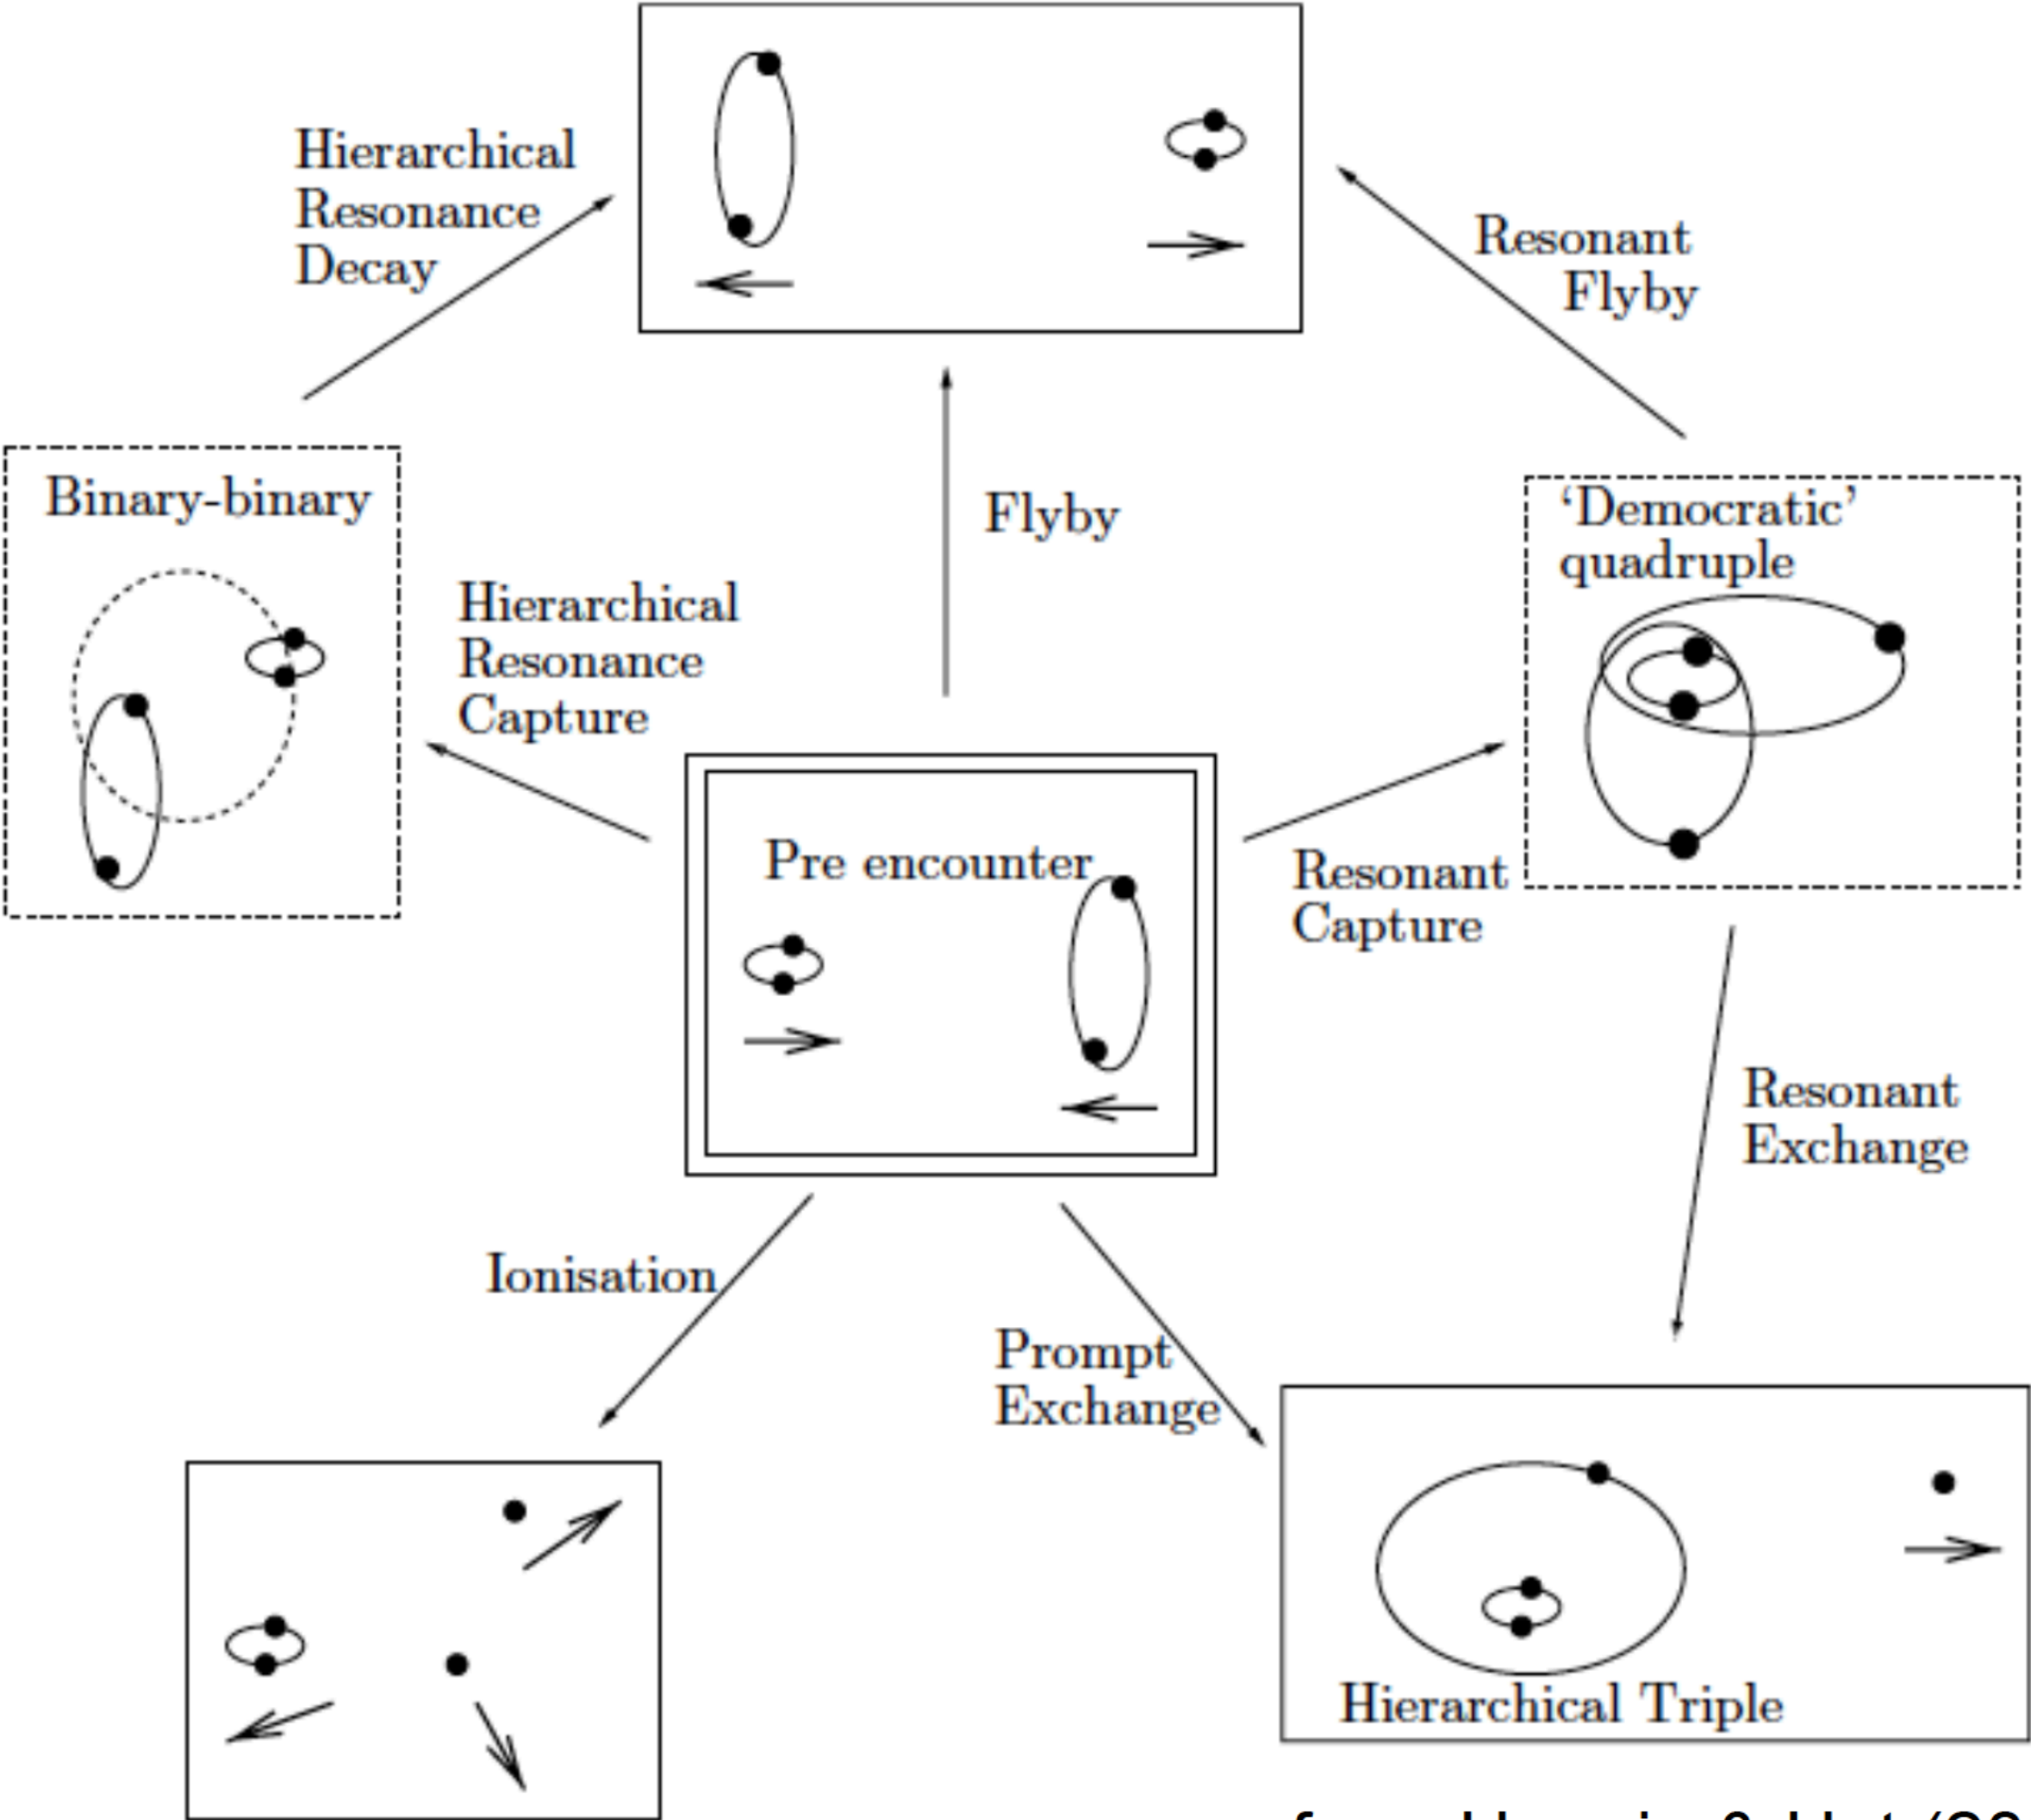 Hierarchical
Resonance
Decay
Resonant
Flyby
Binary-binary
Flyby
'Democratic'
quadruple
Hierarchical
Resonance
Capture
Pre encounter
Resonant
Capture
Resonant
Exchange
Ionisation
Prompt
Exchange
Hierarchical Triple